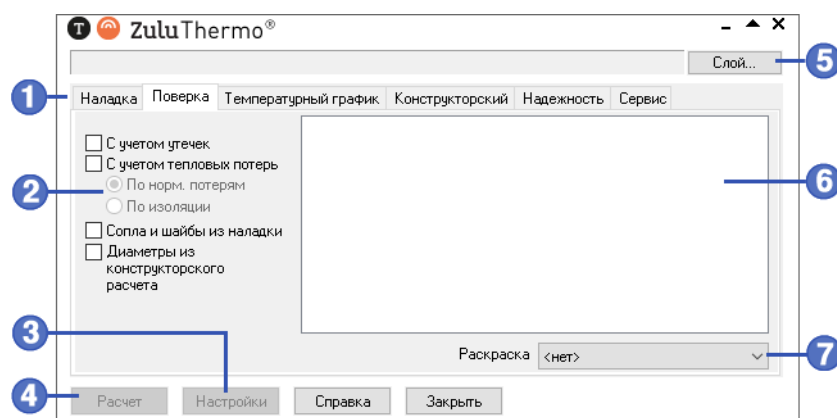 T ZuluThermo®
Слой... 5
1 Наладка Поверка Температурный график Конструкторский Надежность Сервис
С учетом утечек
С учетом тепловых потерь
2 По норм. потерям 6
По изоляции
Сопла и шайбы из наладки
Диаметры из
конструкторского
расчета
3
Раскраска <нет> 7
4 Расчет Настройки Справка Закрыть